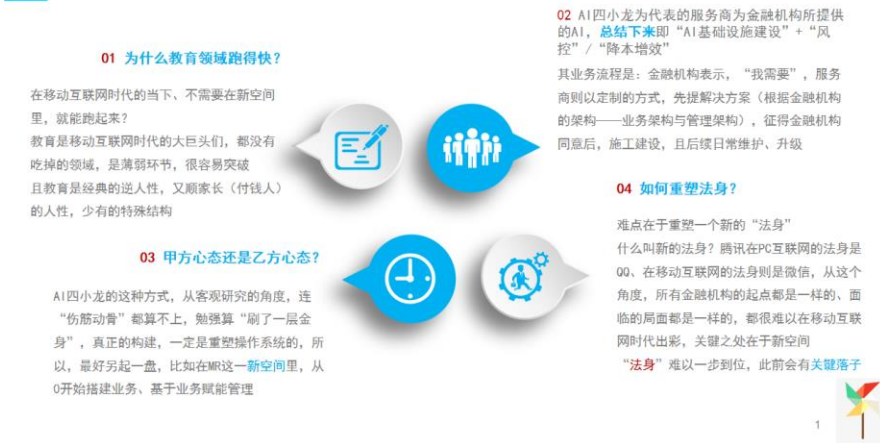 01 为什么教育领域跑得快?
在移动互联网时代的当下、不需要在新空间
里，就能跑起来?
教育是移动互联网时代的大巨头们，都没有
吃掉的领域，是薄弱环节，很容易突破
且教育是经典的逆人性，又顺家长（付钱人）
的人性，少有的特殊结构
02 AI四小龙为代表的服务商为金融机构所提供
的AI，总结下来即“AI基础设施建设”+“风
控”/“降本增效”
其业务流程是：金融机构表示，“我需要”，服务
商则以定制的方式，先提解决方案（根据金融机构
的架构——业务架构与管理架构），征得金融机构
同意后，施工建设，且后续日常维护、升级
03 甲方心态还是乙方心态?
AI四小龙的这种方式，从客观研究的角度，连
“伤筋动骨”都算不上，勉强算“刷了一层金
身”，真正的构建，一定是重塑操作系统的，所
以，最好另起一盘，比如在MR这一新空间里，从
0开始搭建业务、基于业务赋能管理
04 如何重塑法身?
难点在于重塑一个新的“法身”
什么叫新的法身？腾讯在PC互联网的法身是
QQ、在移动互联网的法身则是微信，从这个
角度，所有金融机构的起点都是一样的、面
临的局面都是一样的，都很难以在移动互联
网时代出彩，关键之处在于新空间
“法身”难以一步到位，此前会有关键落子
1